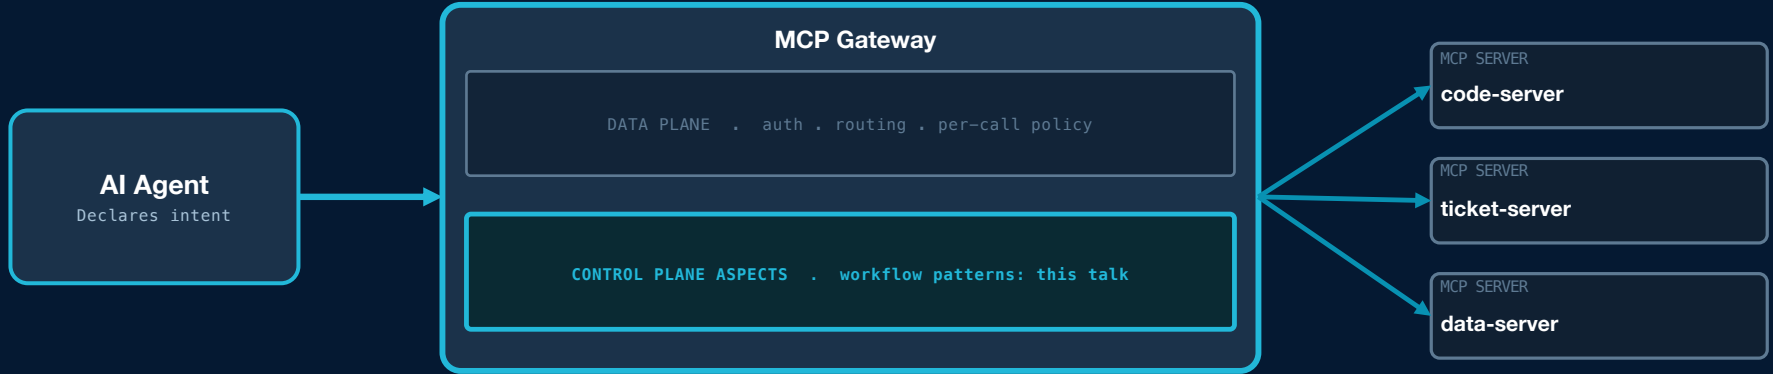 AI Agent
Declares intent
MCP Gateway
DATA PLANE . auth . routing . per-call policy
CONTROL PLANE ASPECTS . workflow patterns: this talk
MCP SERVER
code-server
MCP SERVER
ticket-server
MCP SERVER
data-server